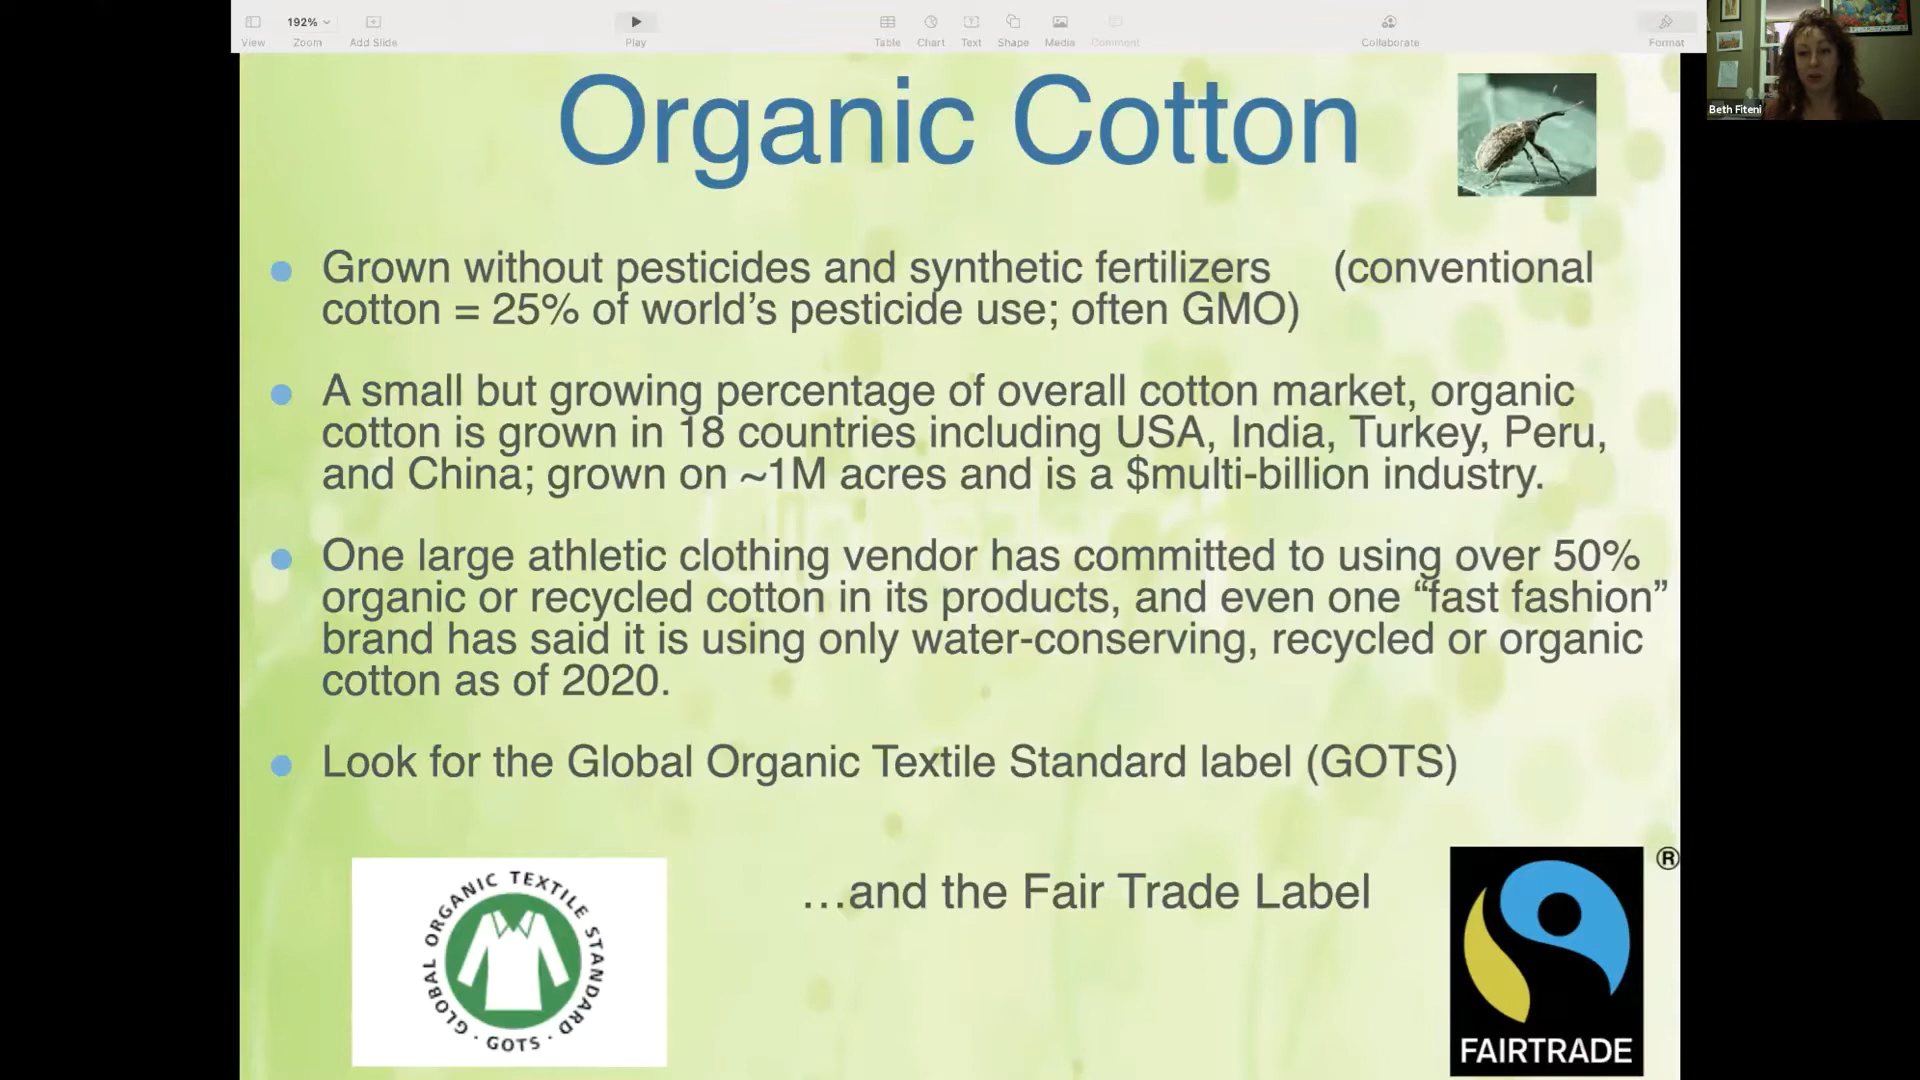 192%
View
Zoom
Add Slide
Play
Table
Chart
Text
Shape
Media
Comment
Collaborate
Format
Beth Fiteni
Organic Cotton
Grown without pesticides and synthetic fertilizers (conventional
cotton = 25% of world’s pesticide use; often GMO)
A small but growing percentage of overall cotton market, organic
cotton is grown in 18 countries including USA, India, Turkey, Peru,
and China; grown on ~1M acres and is a $multi-billion industry.
One large athletic clothing vendor has committed to using over 50%
organic or recycled cotton in its products, and even one “fast fashion”
brand has said it is using only water-conserving, recycled or organic
cotton as of 2020.
Look for the Global Organic Textile Standard label (GOTS)
GLOBAL ORGANIC TEXTILE STANDARD
· GOTS ·
…and the Fair Trade Label
®
FAIRTRADE